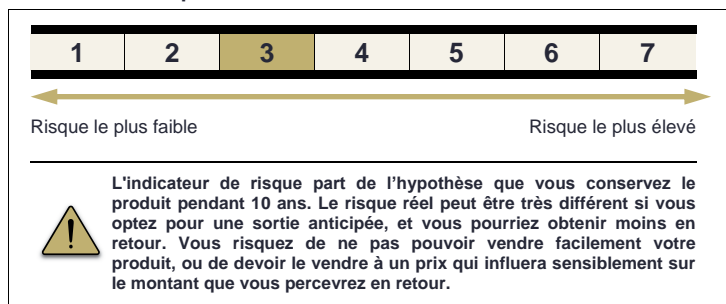 1 2 3 4 5 6 7
Risque le plus faible Risque le plus élevé
L'indicateur de risque part de l’hypothèse que vous conservez le
produit pendant 10 ans. Le risque réel peut être très différent si vous
optez pour une sortie anticipée, et vous pourriez obtenir moins en
retour. Vous risquez de ne pas pouvoir vendre facilement votre
produit, ou de devoir le vendre à un prix qui influera sensiblement sur
le montant que vous percevrez en retour.